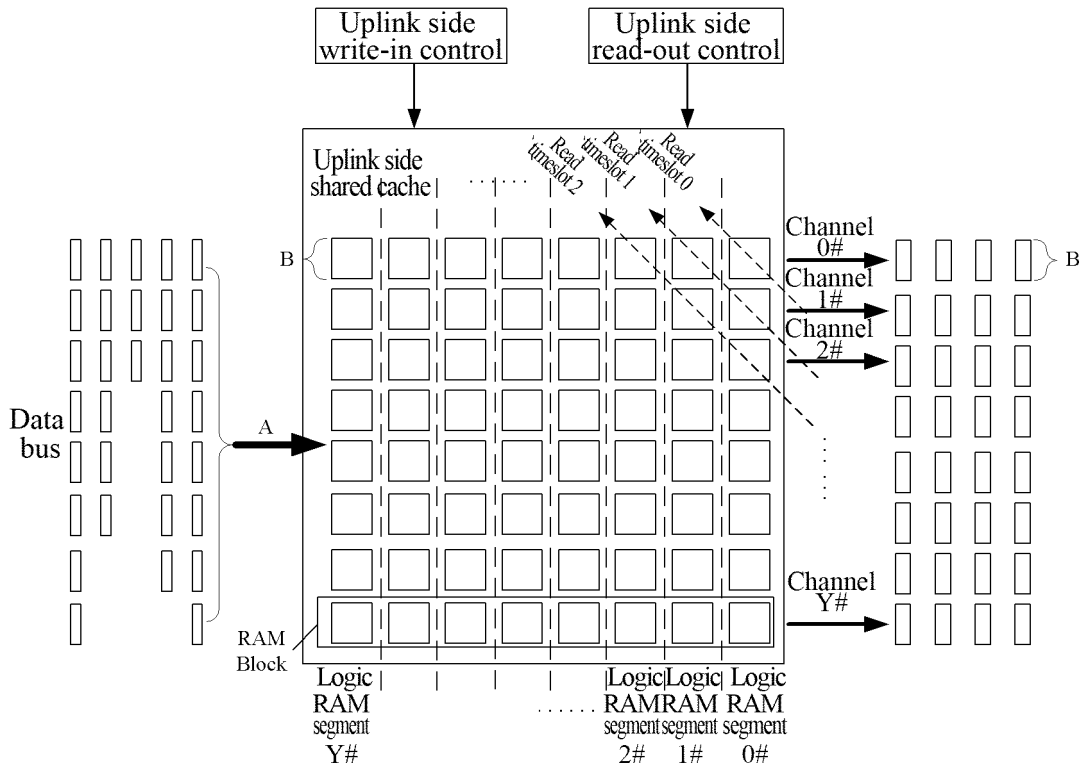 Uplink side
write-in control
Uplink side
read-out control
Uplink side
shared cache
.......
Read
timeslot 2
Read
timeslot 1
Read
timeslot 0
B
Channel
0#
B
Channel
1#
Channel
2#
Data
bus
A
Channel
Y#
RAM
Block
Logic
RAM
segment
Y#
.......
Logic
RAM
segment
2#
Logic
RAM
segment
1#
Logic
RAM
segment
0#